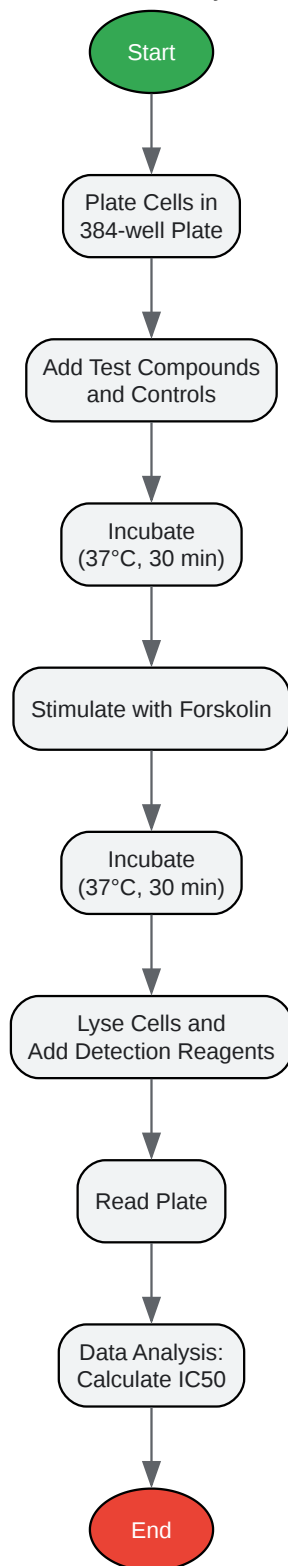 Start
Plate Cells in
384-well Plate
Add Test Compounds
and Controls
Incubate
(37°C, 30 min)
Stimulate with Forskolin
Incubate
(37°C, 30 min)
Lyse Cells and
Add Detection Reagents
Read Plate
Data Analysis:
Calculate IC50
End